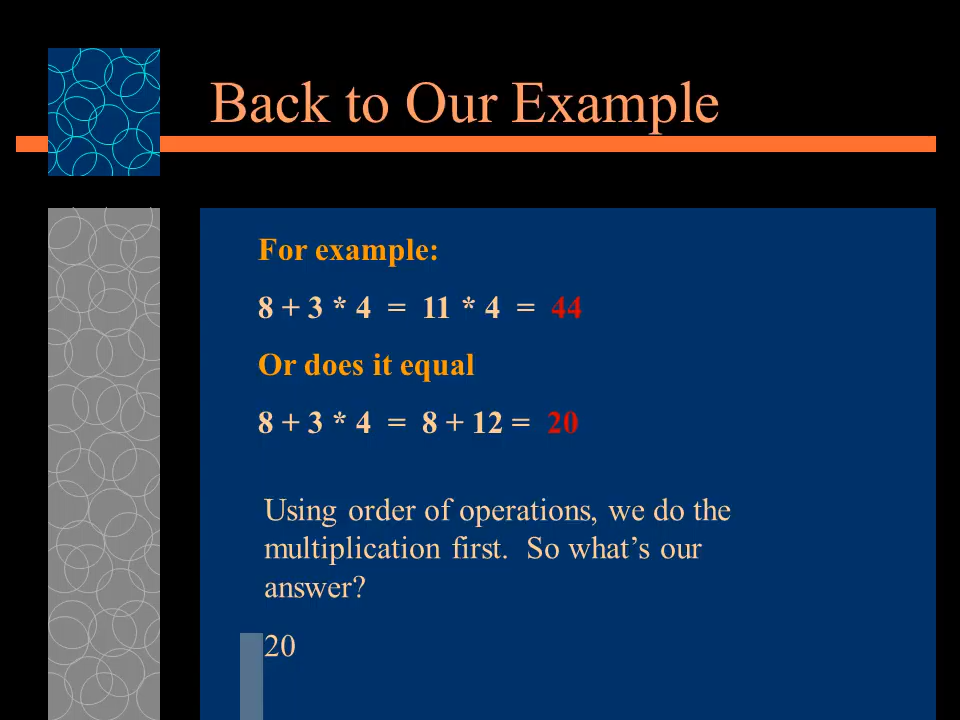 Back to Our Example
For example:
8 + 3 * 4 = 11 * 4 = 44
Or does it equal
8 + 3 * 4 = 8 + 12 = 20
Using order of operations, we do the
multiplication first. So what’s our
answer?
20